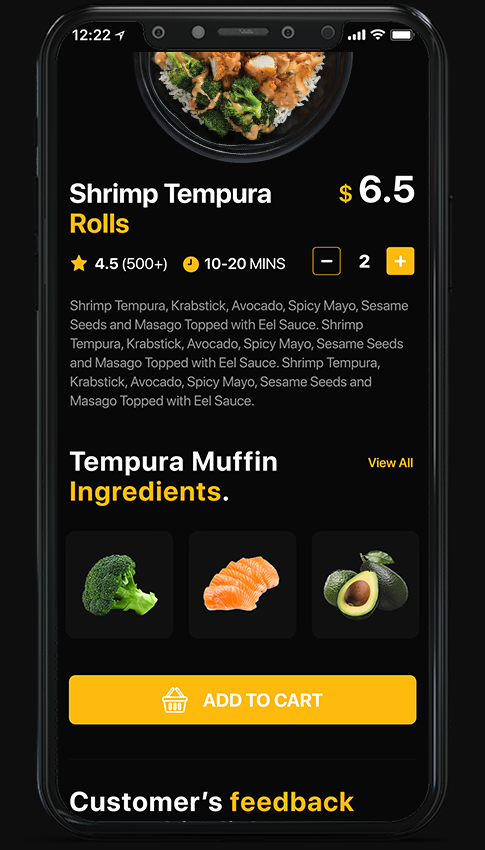 12:22
Shrimp Tempura
$ 6.5
Rolls
4.5 (500+) 10-20 MINS
2
Shrimp Tempura, Krabstick, Avocado, Spicy Mayo, Sesame
Seeds and Masago Topped with Eel Sauce. Shrimp
Tempura, Krabstick, Avocado, Spicy Mayo, Sesame Seeds
and Masago Topped with Eel Sauce. Shrimp Tempura,
Krabstick, Avocado, Spicy Mayo, Sesame Seeds and
Masago Topped with Eel Sauce.
Tempura Muffin
View All
Ingredients.
ADD TO CART
Customer’s feedback